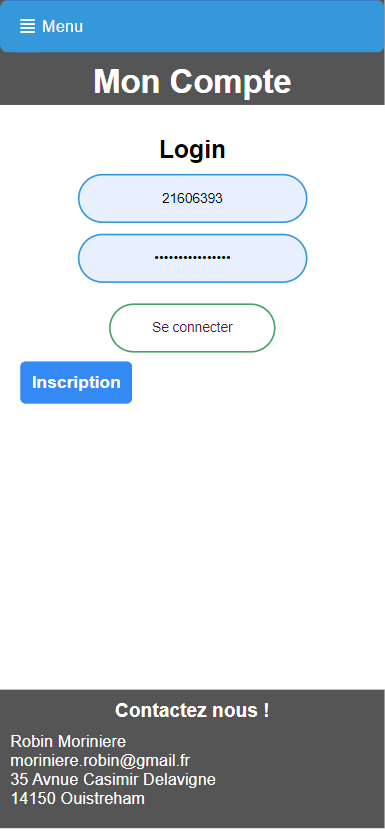 Menu
Mon Compte
Login
21606393
••••••••••••••••
Se connecter
Inscription
Contactez nous !
Robin Moriniere
moriniere.robin@gmail.fr
35 Avnue Casimir Delavigne
14150 Ouistreham